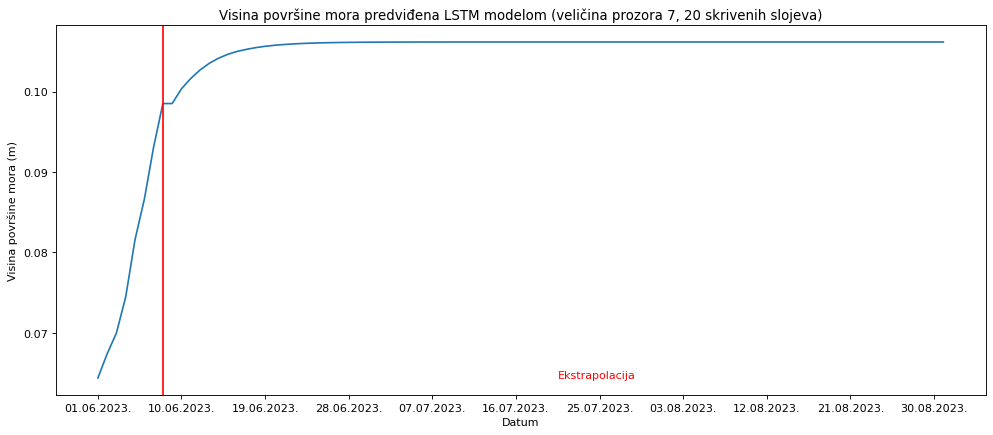 Visina površine mora predviđena LSTM modelom (veličina prozora 7, 20 skrivenih slojeva)
Visina površine mora (m)
0.10
0.09
0.08
0.07
Ekstrapolacija
01.06.2023. 10.06.2023. 19.06.2023. 28.06.2023. 07.07.2023. 16.07.2023. 25.07.2023. 03.08.2023. 12.08.2023. 21.08.2023. 30.08.2023.
Datum